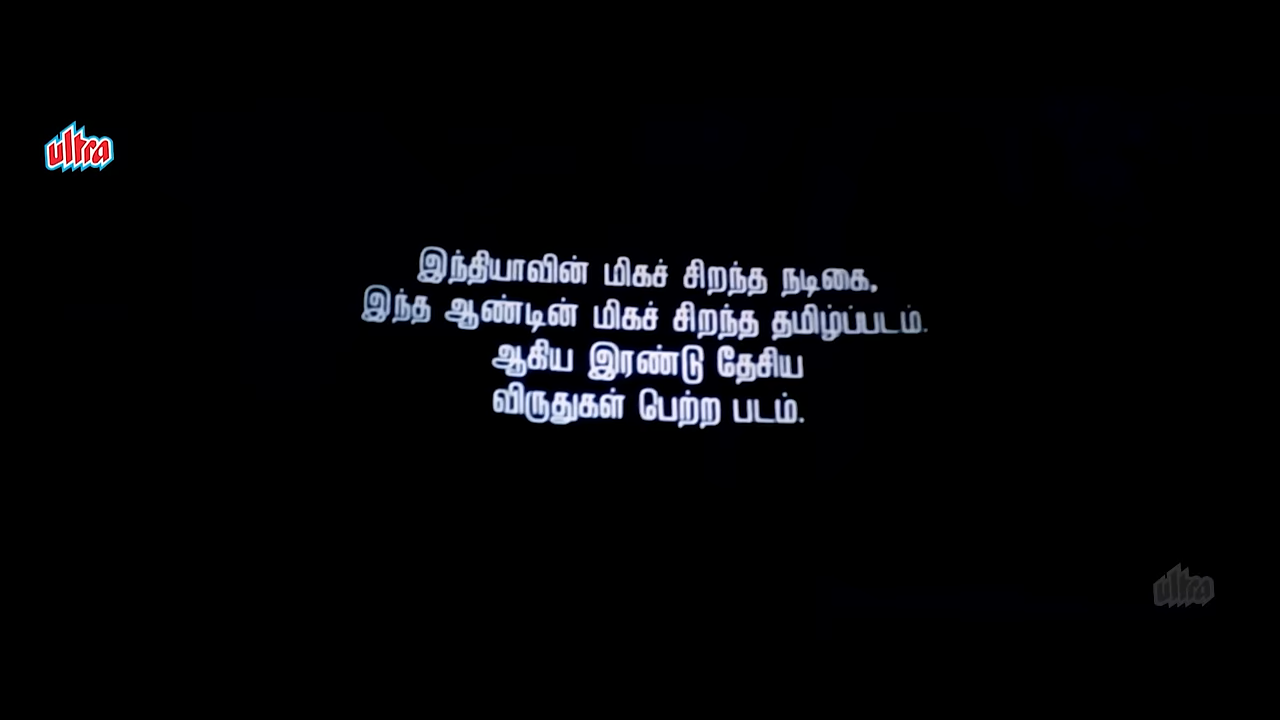 ultra
இந்தியாவின் மிகச் சிறந்த நடிகை,
இந்த ஆண்டின் மிகச் சிறந்த தமிழ்ப்படம்.
ஆகிய இரண்டு தேசிய
விருதுகள் பெற்ற படம்.
ultra